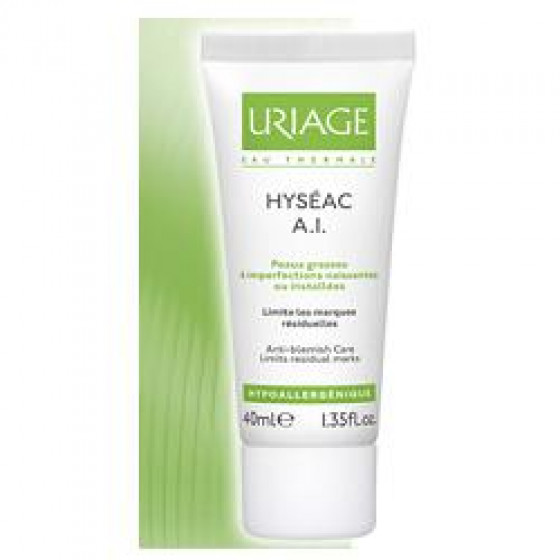 URIAGE
EAU THERMALE
HYSÉAC
A.I.
Peaux grasses
à imperfections naissantes
ou installées
Limite les marques
résiduelles
Anti-blemish Care
Limits residual marks
HYPOALLERGÉNIQUE
40mL℮ 1.35fl.oz.